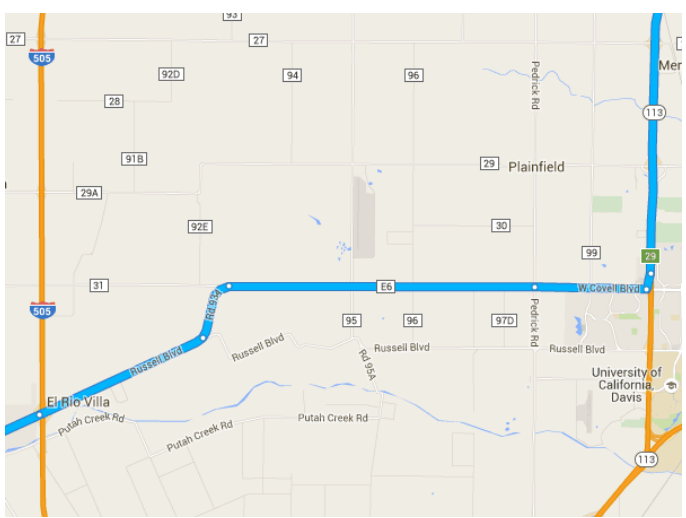 93
27
27
505
92D
94
96
Pedrick Rd
Mer
28
113
91B
29
Plainfield
29A
92E
30
99
29
31
E6
W Covell Blvd
505
Rd 93A
95
96
97D
Pedrick Rd
Russell Blvd
Russell Blvd
Russell Blvd
Russell Blvd
Rd 95A
University of
California,
Davis
El Rio Villa
Putah Creek Rd
Putah Creek Rd
Putah Creek Rd
113